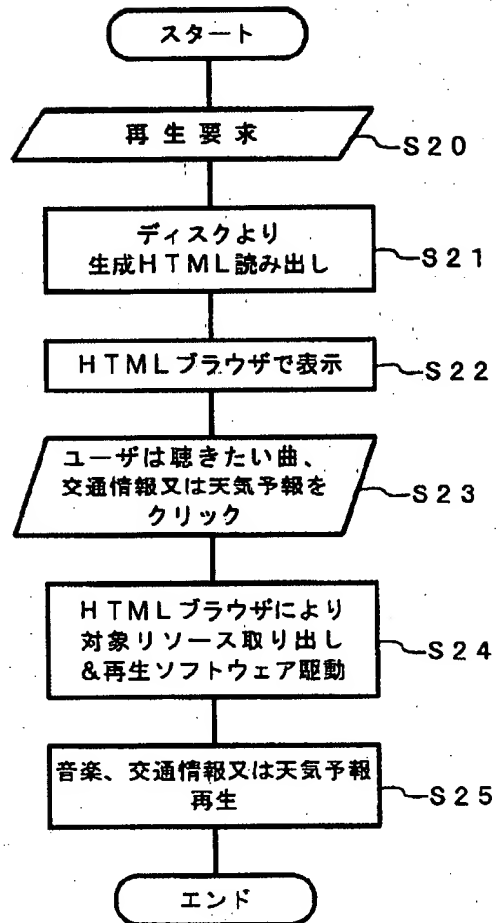 スタート
再生要求
S20
ディスクより
生成HTML読み出し
S21
HTMLブラウザで表示
S22
ユーザは聴きたい曲、
交通情報又は天気予報を
クリック
S23
HTMLブラウザにより
対象リソース取り出し
&再生ソフトウェア駆動
S24
音楽、交通情報又は天気予報
再生
S25
エンド